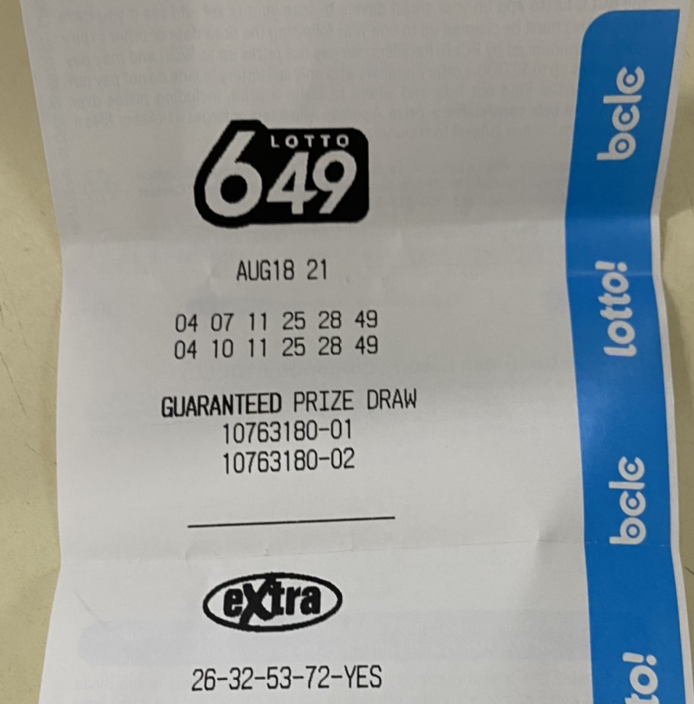 LOTTO
649
AUG18 21
04 07 11 25 28 49
04 10 11 25 28 49
GUARANTEED PRIZE DRAW
10763180-01
10763180-02
extra
26-32-53-72-YES
bclc
lotto!
bclc
to!